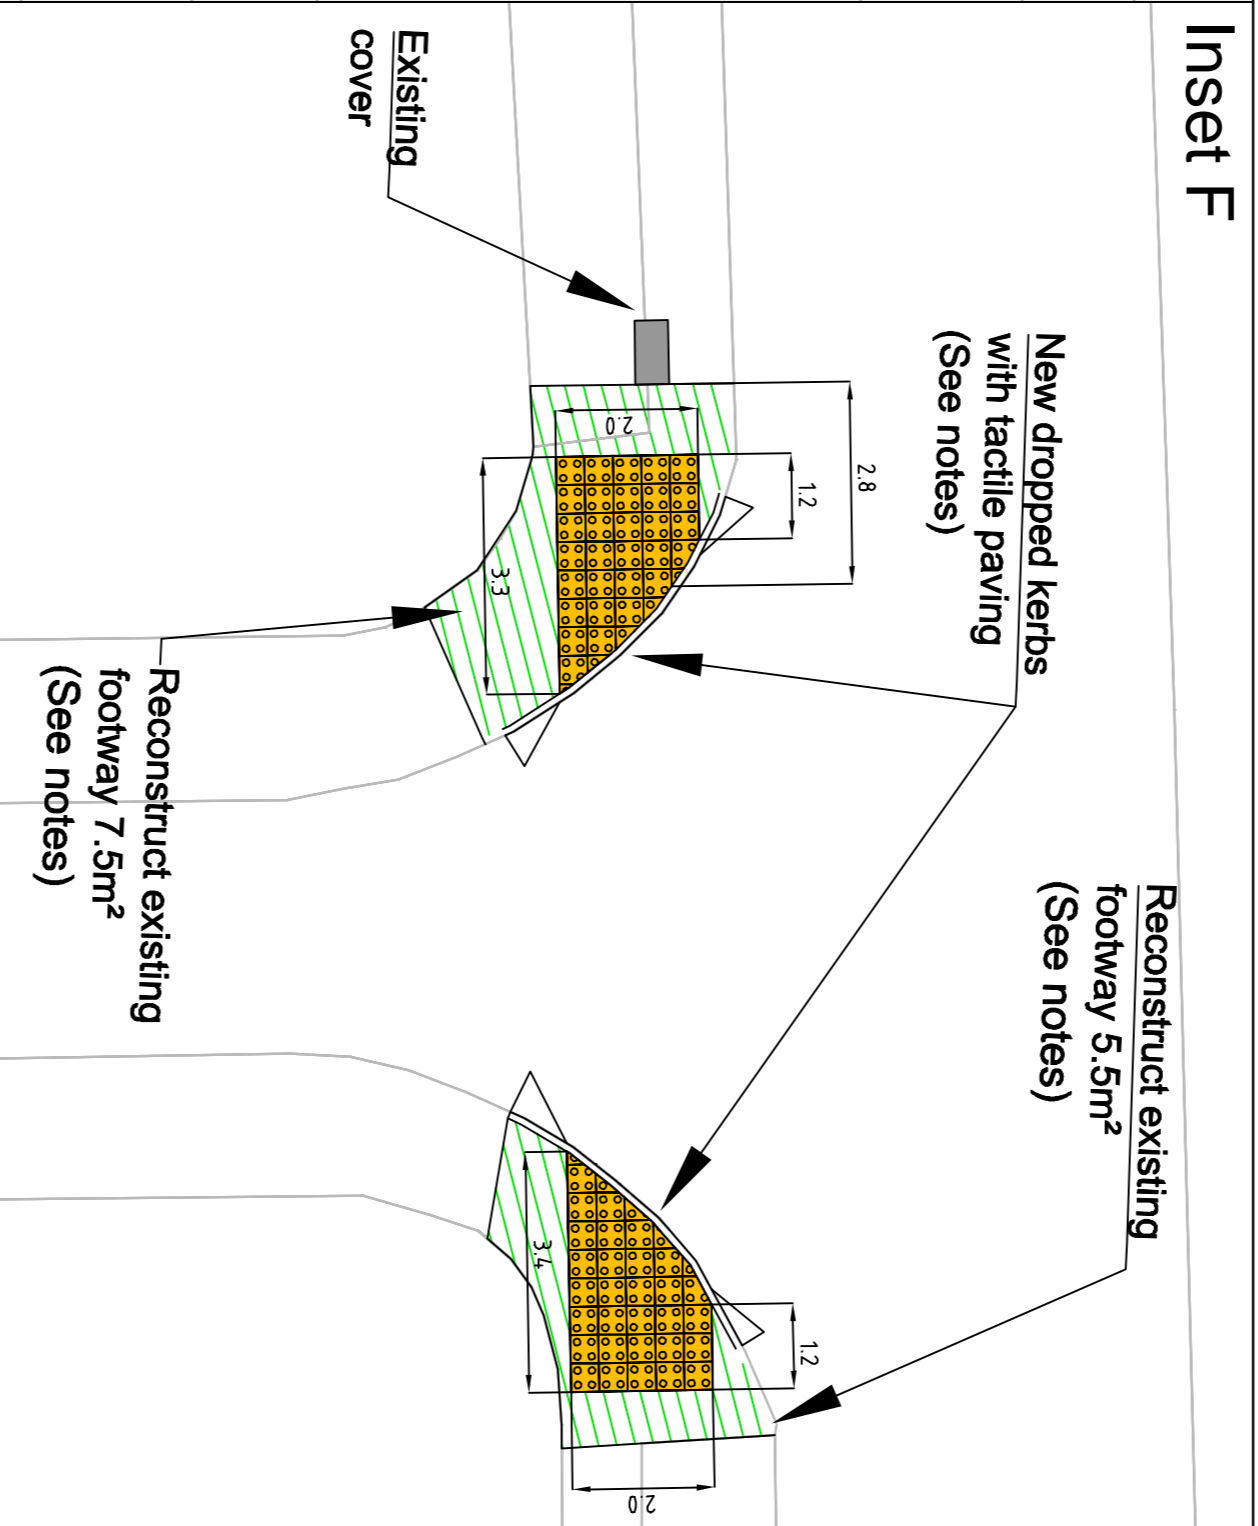 Inset F
Existing
cover
New dropped kerbs
with tactile paving
(See notes)
Reconstruct existing
footway 5.5m²
(See notes)
Reconstruct existing
footway 7.5m²
(See notes)
2.8
1.2
2.0
3.3
1.2
3.4
2.0